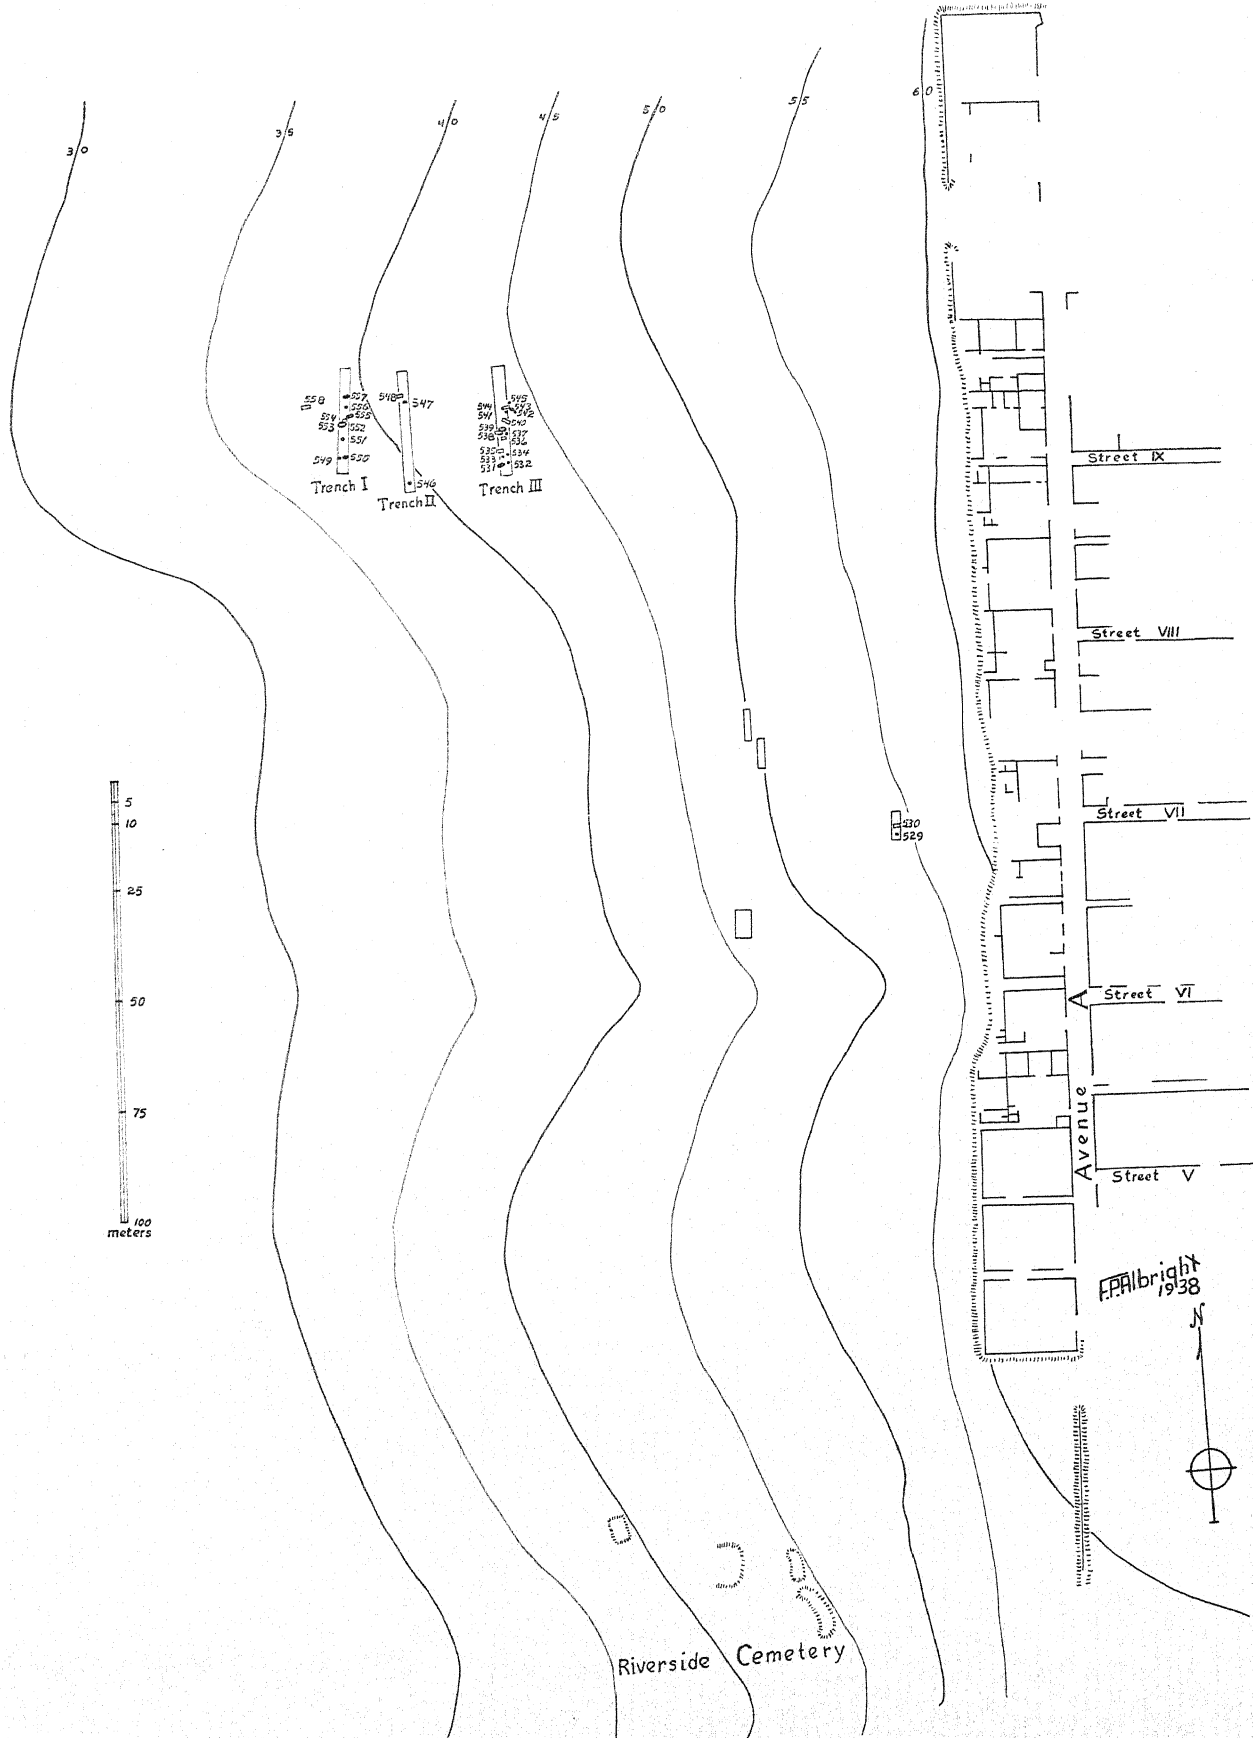 60
55
50
45
40
35
30
545
544 543
542
541
540
539
538 537
536
535
534
533
531 532
Trench III
548
547
546
Trench II
558
557
556
554 555
553 552
551
549 550
Trench I
Street IX
Street VIII
Street VII
530
529
Street VI
Avenue A
Street V
5
10
25
50
75
100
meters
F.P.Albright
1938
N
Riverside Cemetery